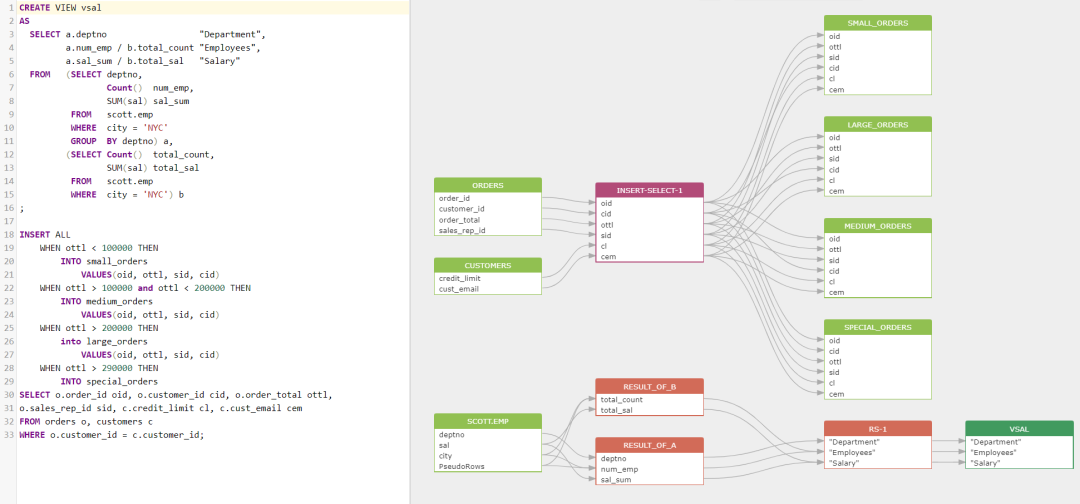 1 CREATE VIEW vsal
2 AS
3 SELECT a.deptno "Department",
4 a.num_emp / b.total_count "Employees",
5 a.sal_sum / b.total_sal "Salary"
6 FROM (SELECT deptno,
7 Count() num_emp,
8 SUM(sal) sal_sum
9 FROM scott.emp
10 WHERE city = 'NYC'
11 GROUP BY deptno) a,
12 (SELECT Count() total_count,
13 SUM(sal) total_sal
14 FROM scott.emp
15 WHERE city = 'NYC') b
16 ;
17
18 INSERT ALL
19 WHEN ottl < 100000 THEN
20 INTO small_orders
21 VALUES(oid, ottl, sid, cid)
22 WHEN ottl > 100000 and ottl < 200000 THEN
23 INTO medium_orders
24 VALUES(oid, ottl, sid, cid)
25 WHEN ottl > 200000 THEN
26 into large_orders
27 VALUES(oid, ottl, sid, cid)
28 WHEN ottl > 290000 THEN
29 INTO special_orders
30 SELECT o.order_id oid, o.customer_id cid, o.order_total ottl,
31 o.sales_rep_id sid, c.credit_limit cl, c.cust_email cem
32 FROM orders o, customers c
33 WHERE o.customer_id = c.customer_id;
ORDERS
order_id
customer_id
order_total
sales_rep_id
CUSTOMERS
credit_limit
cust_email
SCOTT.EMP
deptno
sal
city
PseudoRows
INSERT-SELECT-1
oid
cid
ottl
sid
cl
cem
RESULT_OF_B
total_count
total_sal
RESULT_OF_A
deptno
num_emp
sal_sum
SMALL_ORDERS
oid
ottl
sid
cid
cl
cem
LARGE_ORDERS
oid
ottl
sid
cid
cl
cem
MEDIUM_ORDERS
oid
ottl
sid
cid
cl
cem
SPECIAL_ORDERS
oid
cid
ottl
sid
cl
cem
RS-1
"Department"
"Employees"
"Salary"
VSAL
"Department"
"Employees"
"Salary"